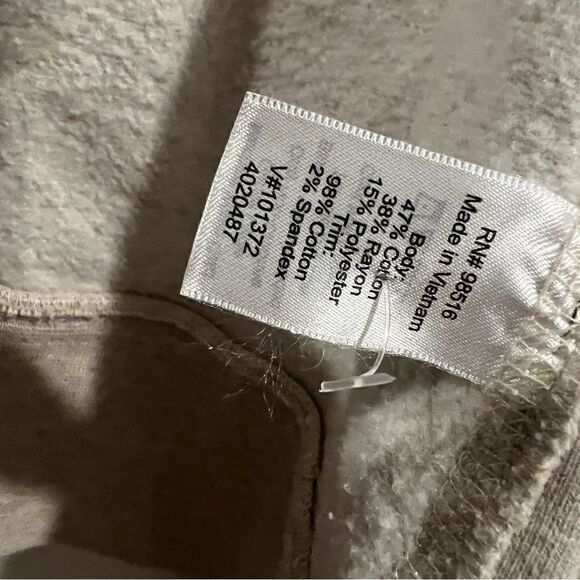 RN# 98516
Made in Vietnam
Body:
47% Cotton
38% Rayon
15% Polyester
Trim:
98% Cotton
2% Spandex
V#101372
4020487